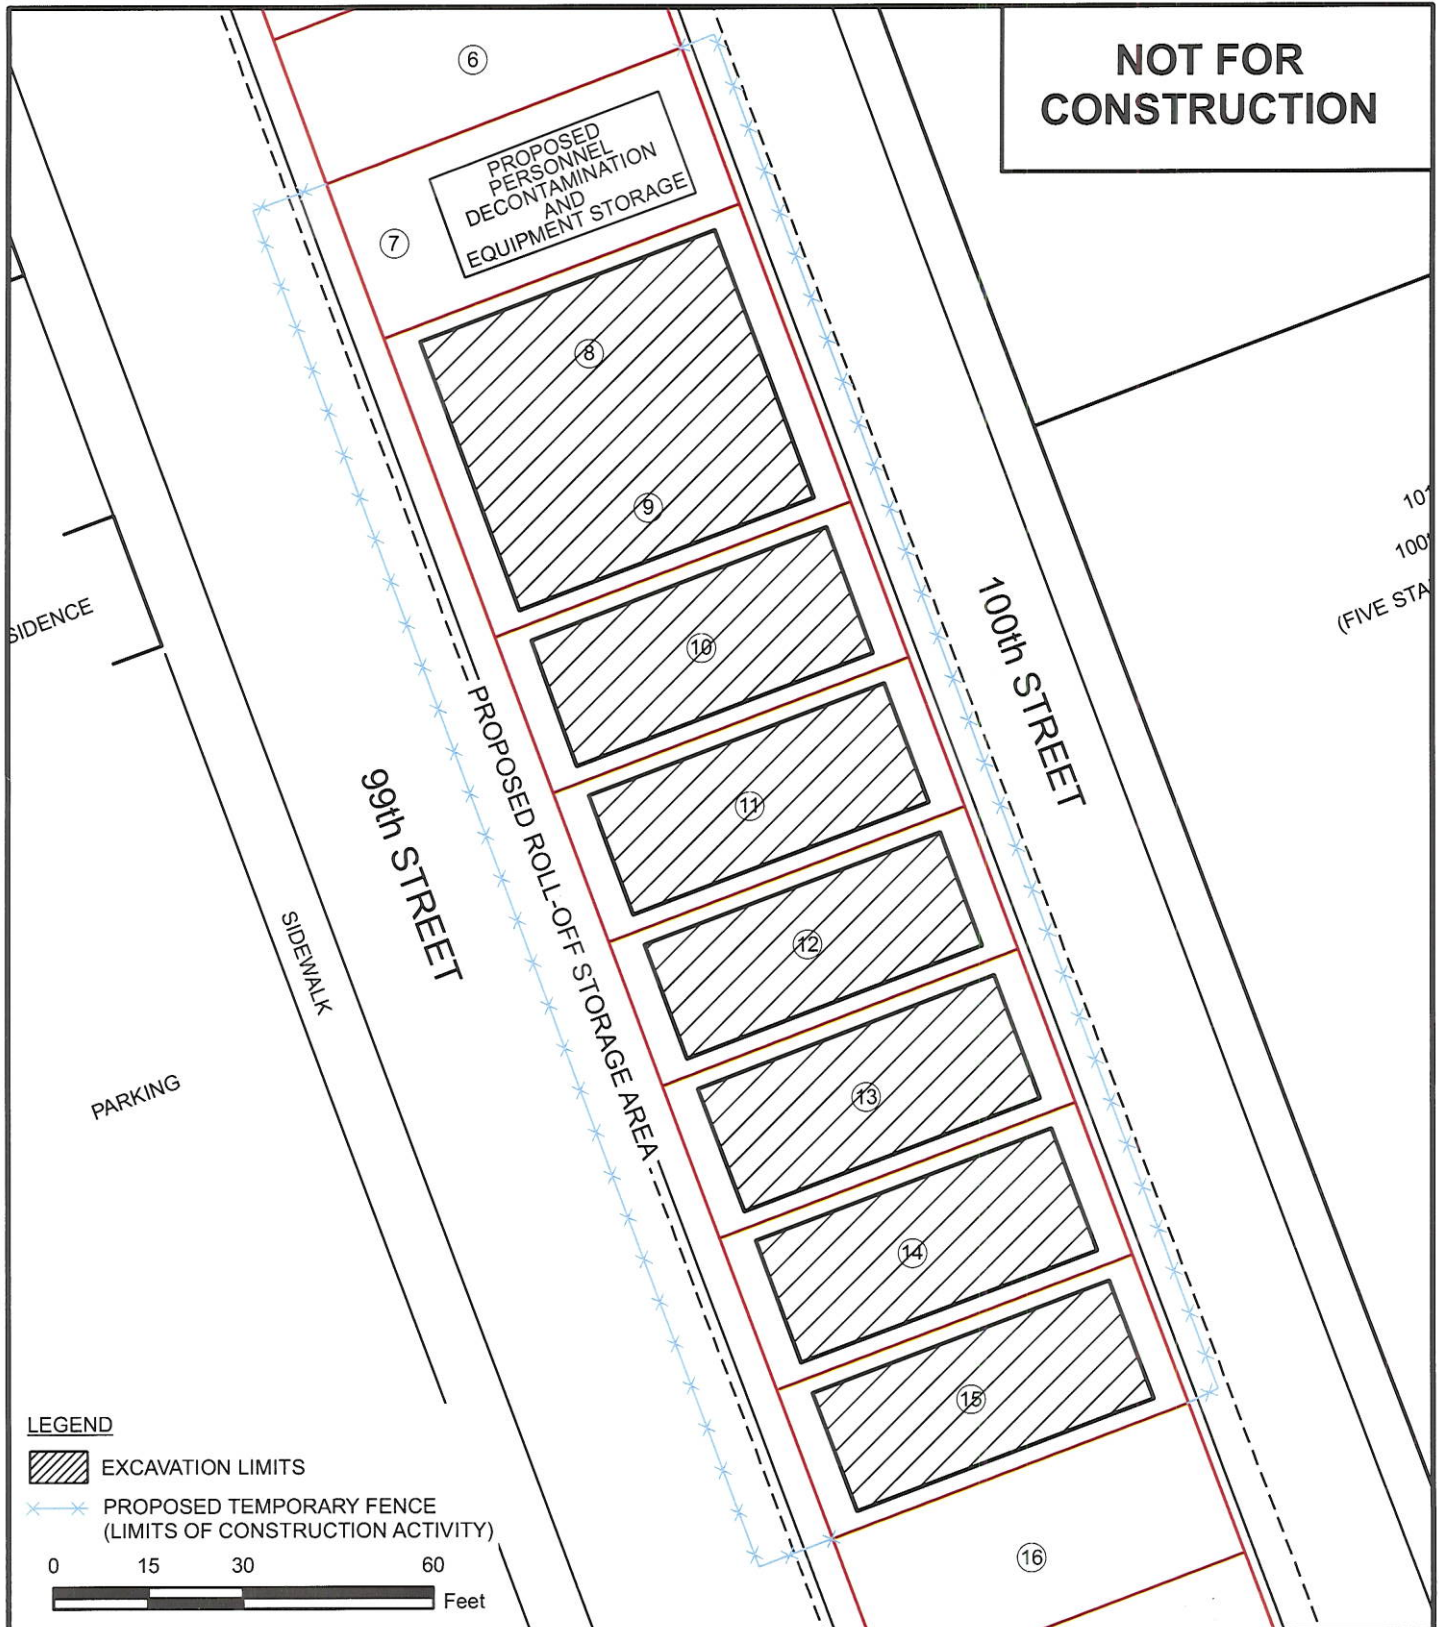 NOT FOR
CONSTRUCTION
6
PROPOSED
PERSONNEL
DECONTAMINATION
AND
EQUIPMENT STORAGE
7
8
9
10
11
12
13
14
15
16
100th STREET
99th STREET
PROPOSED ROLL-OFF STORAGE AREA
SIDEWALK
PARKING
SIDENCE
101
100
(FIVE STA
LEGEND
EXCAVATION LIMITS
PROPOSED TEMPORARY FENCE
(LIMITS OF CONSTRUCTION ACTIVITY)
0 15 30 60
Feet